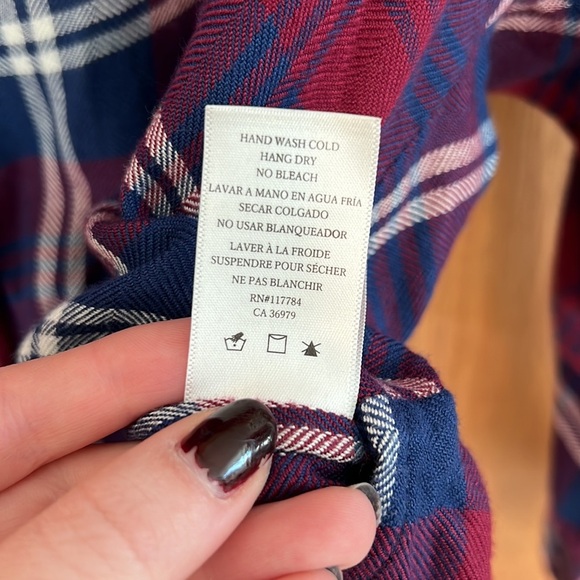 HAND WASH COLD
HANG DRY
NO BLEACH
LAVAR A MANO EN AGUA FRÍA
SECAR COLGADO
NO USAR BLANQUEADOR
LAVER À LA FROIDE
SUSPENDRE POUR SÉCHER
NE PAS BLANCHIR
RN#117784
CA 36979